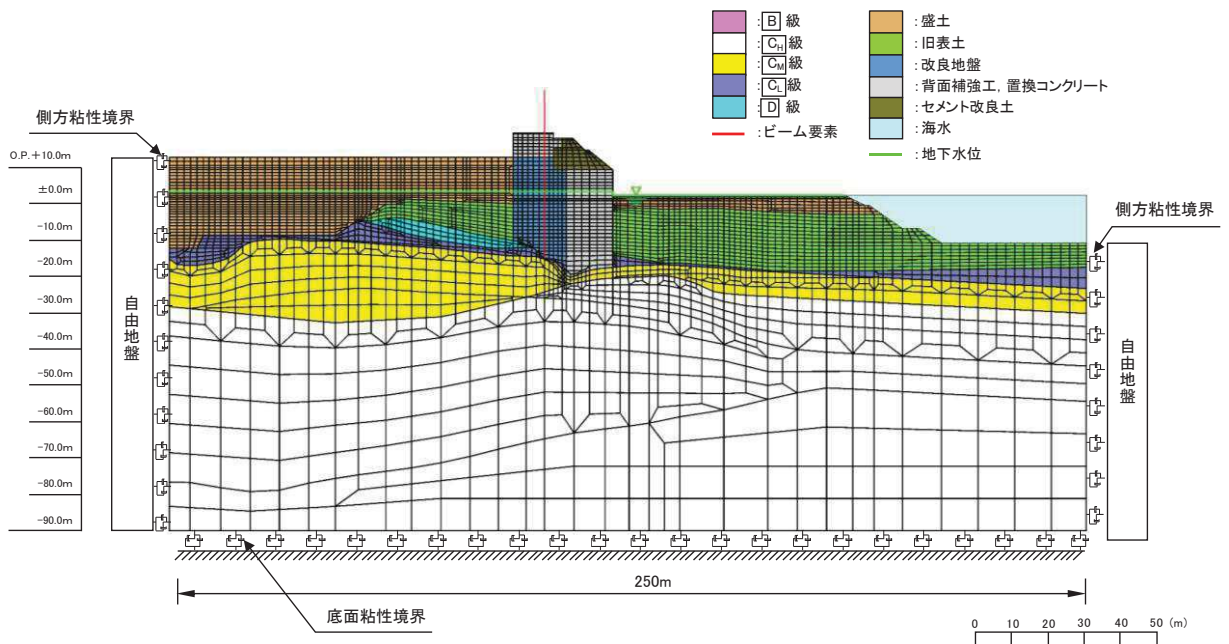 :B 級
:CH級
:CM級
:CL級
:D 級
:ビーム要素
:盛土
:旧表土
:改良地盤
:背面補強工, 置換コンクリート
:セメント改良土
:海水
:地下水位
側方粘性境界
O.P.+10.0m
±0.0m
-10.0m
-20.0m
-30.0m
-40.0m
-50.0m
-60.0m
-70.0m
-80.0m
-90.0m
自由地盤
側方粘性境界
自由地盤
250m
底面粘性境界
0 10 20 30 40 50 (m)